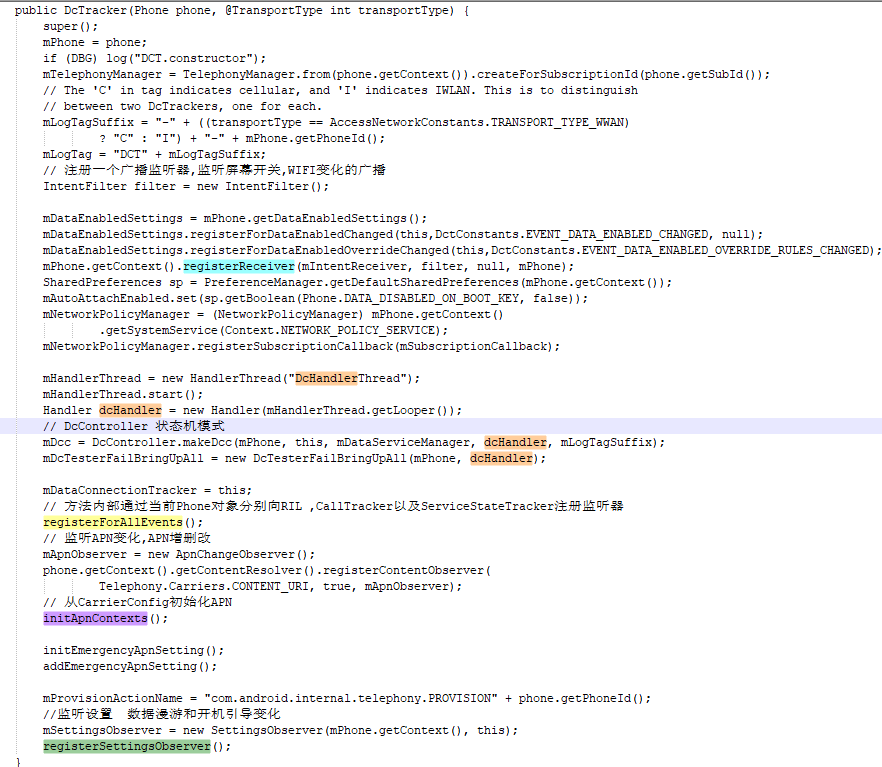 public DcTracker(Phone phone, @TransportType int transportType) {
super();
mPhone = phone;
if (DBG) log("DCT.constructor");
mTelephonyManager = TelephonyManager.from(phone.getContext()).createForSubscriptionId(phone.getSubId());
// The 'C' in tag indicates cellular, and 'I' indicates IWLAN. This is to distinguish
// between two DcTrackers, one for each.
mLogTagSuffix = "-" + ((transportType == AccessNetworkConstants.TRANSPORT_TYPE_WWAN)
? "C" : "I") + "-" + mPhone.getPhoneId();
mLogTag = "DCT" + mLogTagSuffix;
// 注册一个广播监听器,监听屏幕开关,WIFI变化的广播
IntentFilter filter = new IntentFilter();
mDataEnabledSettings = mPhone.getDataEnabledSettings();
mDataEnabledSettings.registerForDataEnabledChanged(this,DctConstants.EVENT_DATA_ENABLED_CHANGED, null);
mDataEnabledSettings.registerForDataEnabledOverrideChanged(this,DctConstants.EVENT_DATA_ENABLED_OVERRIDE_RULES_CHANGED);
mPhone.getContext().registerReceiver(mIntentReceiver, filter, null, mPhone);
SharedPreferences sp = PreferenceManager.getDefaultSharedPreferences(mPhone.getContext());
mAutoAttachEnabled.set(sp.getBoolean(Phone.DATA_DISABLED_ON_BOOT_KEY, false));
mNetworkPolicyManager = (NetworkPolicyManager) mPhone.getContext()
.getSystemService(Context.NETWORK_POLICY_SERVICE);
mNetworkPolicyManager.registerSubscriptionCallback(mSubscriptionCallback);
mHandlerThread = new HandlerThread("DcHandlerThread");
mHandlerThread.start();
Handler dcHandler = new Handler(mHandlerThread.getLooper());
// DcController 状态机模式
mDcc = DcController.makeDcc(mPhone, this, mDataServiceManager, dcHandler, mLogTagSuffix);
mDcTesterFailBringUpAll = new DcTesterFailBringUpAll(mPhone, dcHandler);
mDataConnectionTracker = this;
// 方法内部通过当前Phone对象分别向RIL ,CallTracker以及ServiceStateTracker注册监听器
registerForAllEvents();
// 监听APN变化,APN增删改
mApnObserver = new ApnChangeObserver();
phone.getContext().getContentResolver().registerContentObserver(
Telephony.Carriers.CONTENT_URI, true, mApnObserver);
// 从CarrierConfig初始化APN
initApnContexts();
initEmergencyApnSetting();
addEmergencyApnSetting();
mProvisionActionName = "com.android.internal.telephony.PROVISION" + phone.getPhoneId();
//监听设置 数据漫游和开机引导变化
mSettingsObserver = new SettingsObserver(mPhone.getContext(), this);
registerSettingsObserver();
}